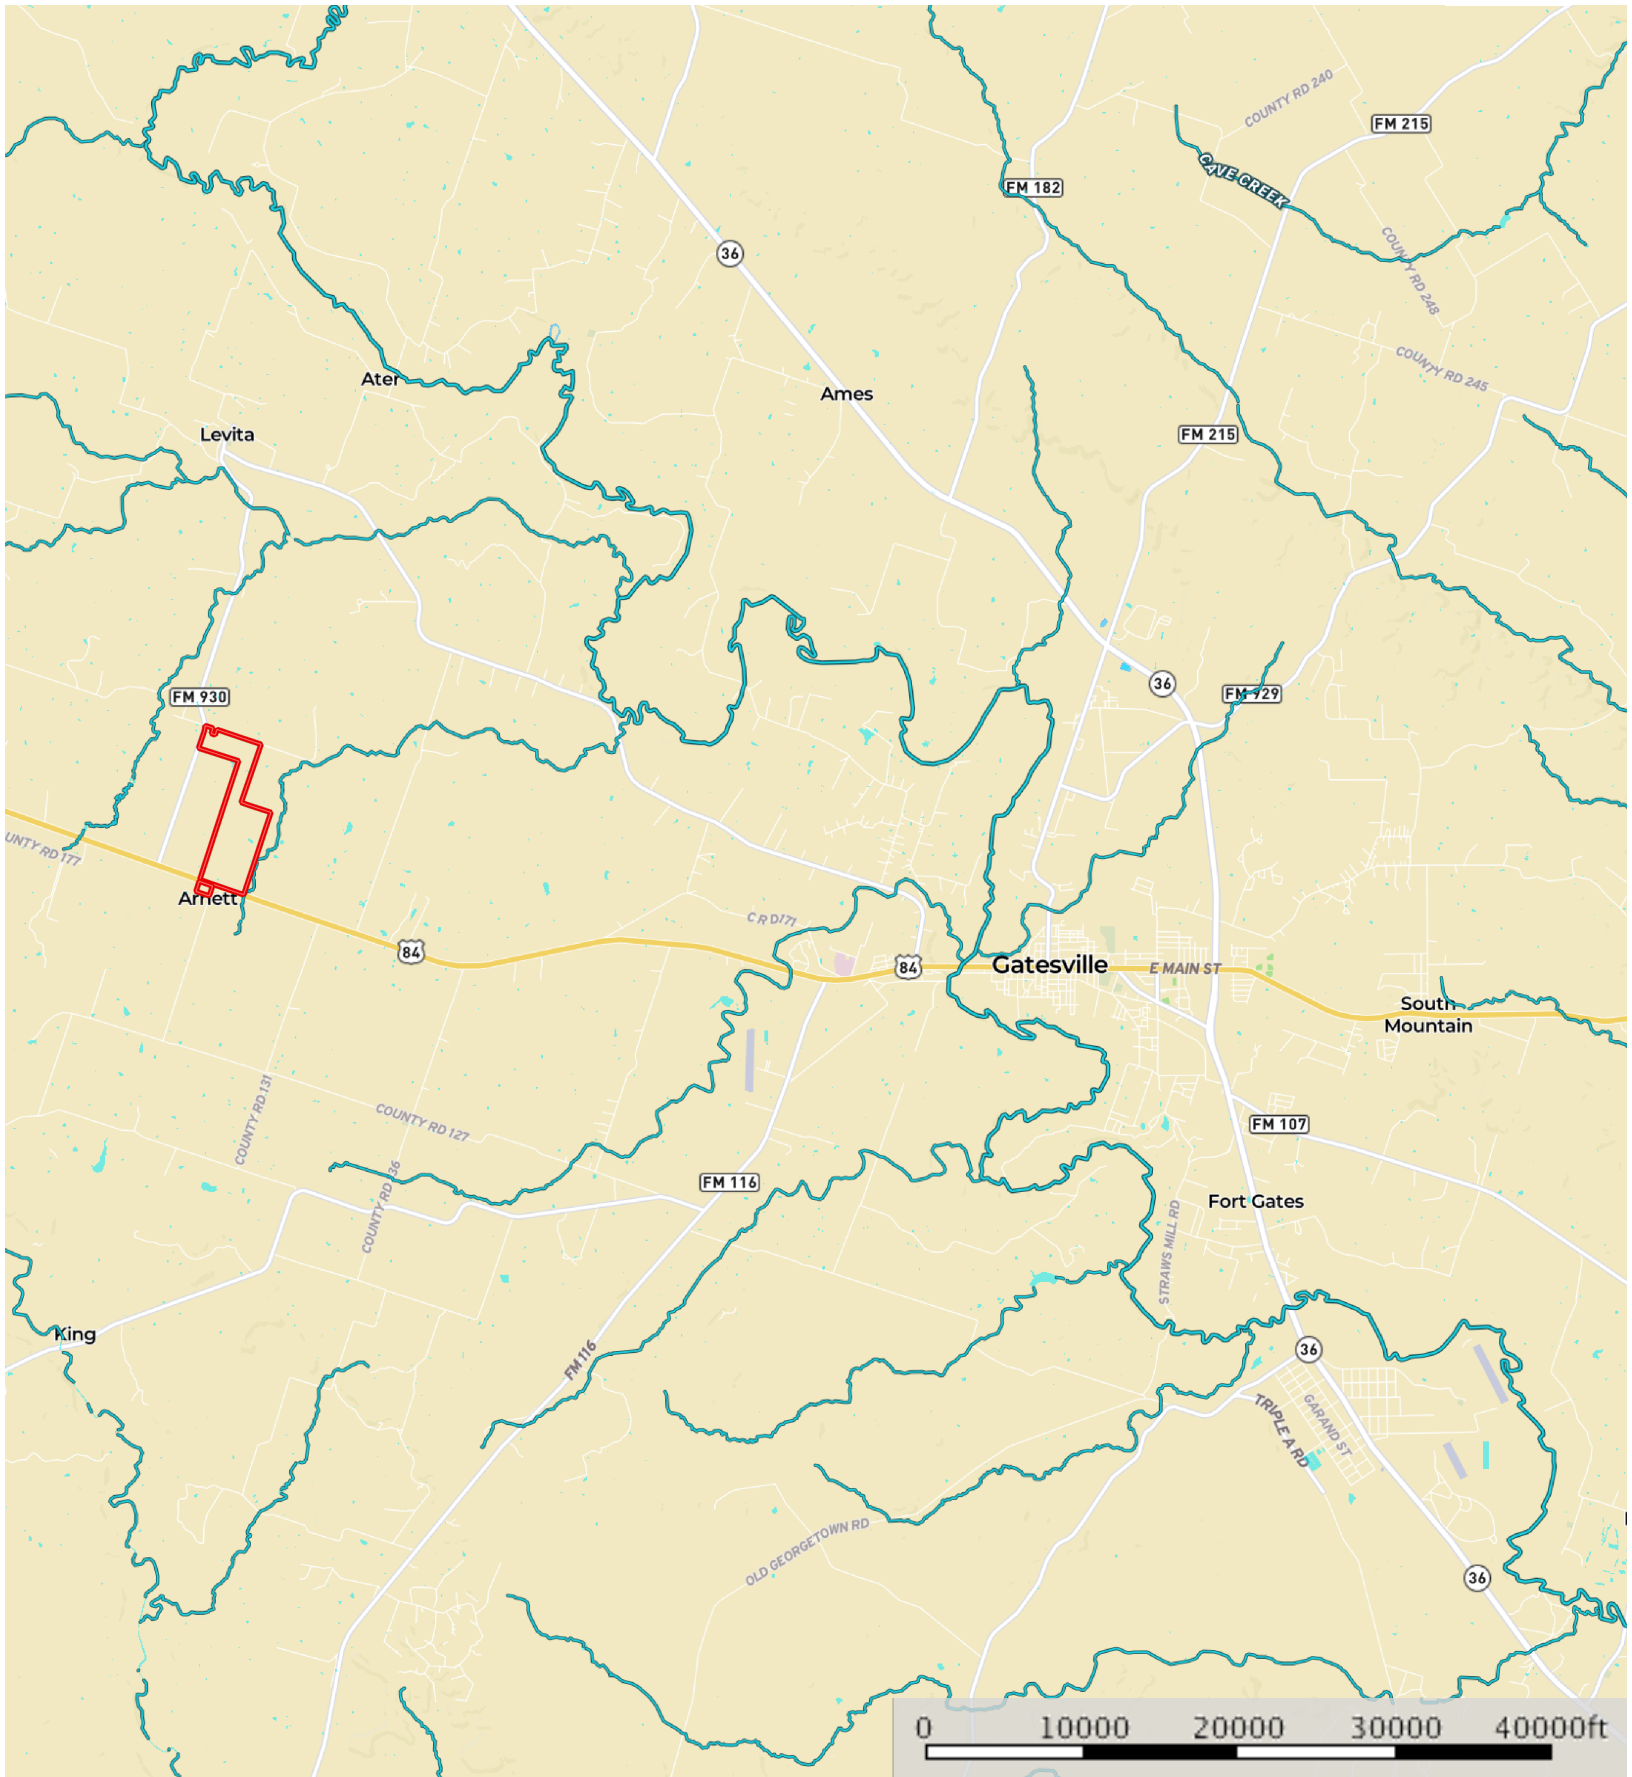 COUNTY RD 240
FM 215
CAVE CREEK
FM 182
COUNTY RD 248
36
COUNTY RD 245
Ater
Ames
Levita
FM 215
36
FM 930
FM 929
UNTY RD 177
Arnett
C R D171
84
84
Gatesville
E MAIN ST
South
Mountain
COUNTY RD 131
COUNTY RD 127
FM 107
COUNTY RD 136
FM 116
Fort Gates
STRAWS MILL RD
King
FM 116
36
TRIPLE A RD
GARAND ST
OLD GEORGETOWN RD
36
0 10000 20000 30000 40000ft